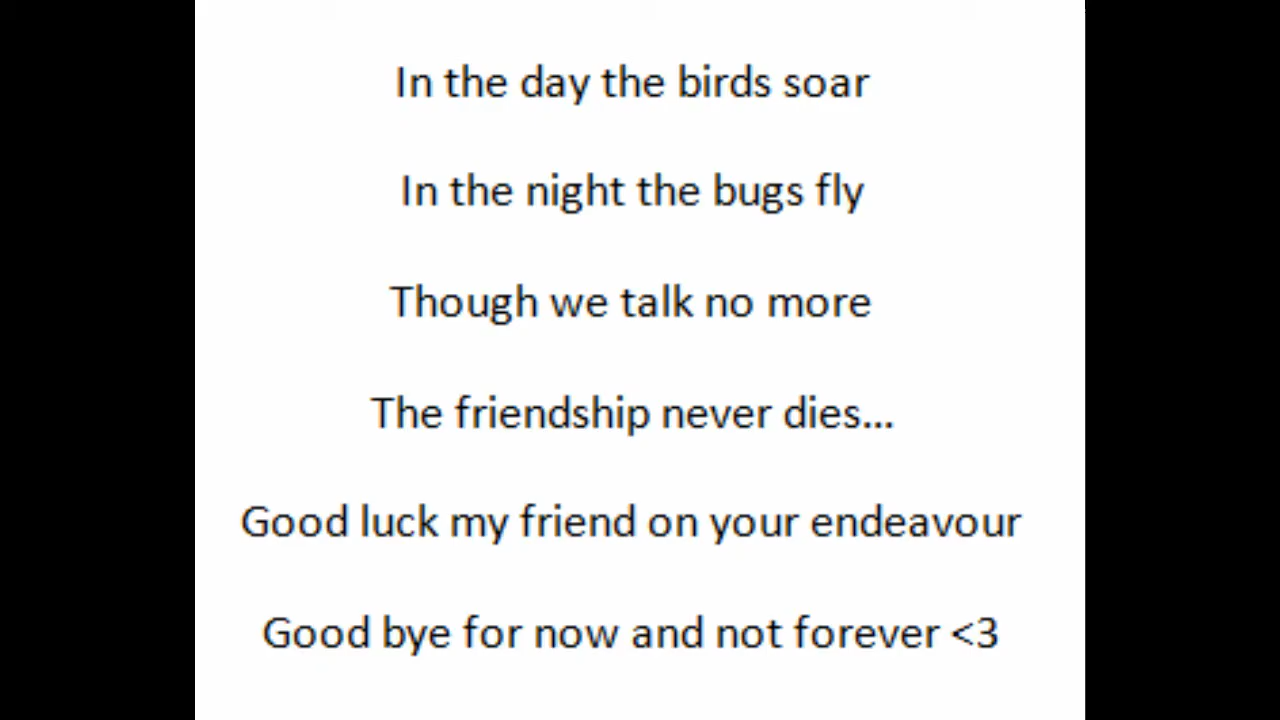 In the day the birds soar
In the night the bugs fly
Though we talk no more
The friendship never dies...
Good luck my friend on your endeavour
Good bye for now and not forever <3